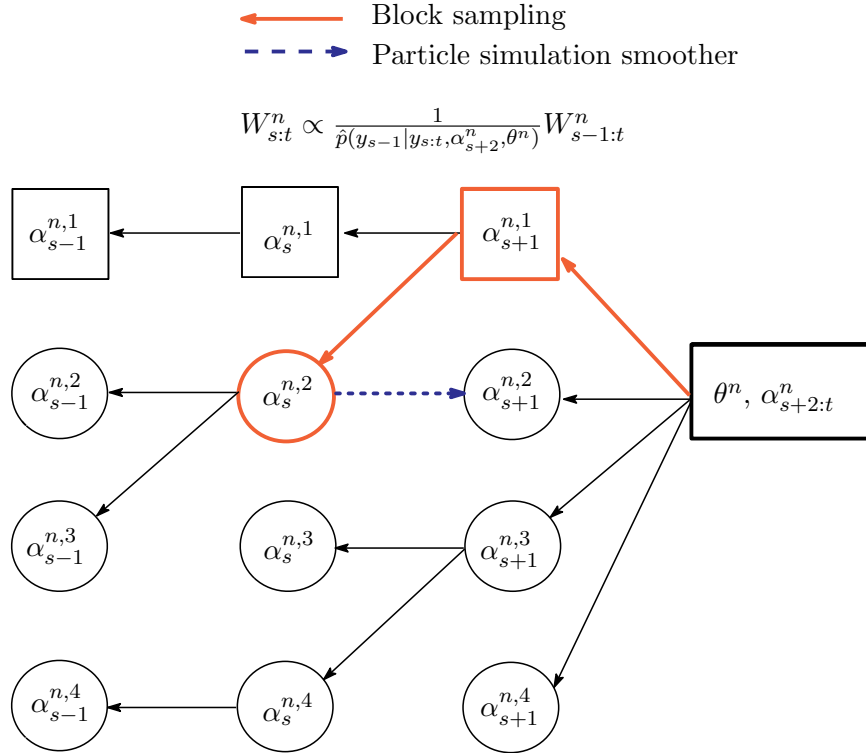 Block sampling
Particle simulation smoother
W^n_{s:t} ∝ \frac{1}{\hat{p}(y_{s-1}|y_{s:t},α^n_{s+2},θ^n)} W^n_{s-1:t}
α^{n,1}_{s-1} α^{n,1}_s α^{n,1}_{s+1}
α^{n,2}_{s-1} α^{n,2}_s α^{n,2}_{s+1} θ^n, α^n_{s+2:t}
α^{n,3}_{s-1} α^{n,3}_s α^{n,3}_{s+1}
α^{n,4}_{s-1} α^{n,4}_s α^{n,4}_{s+1}